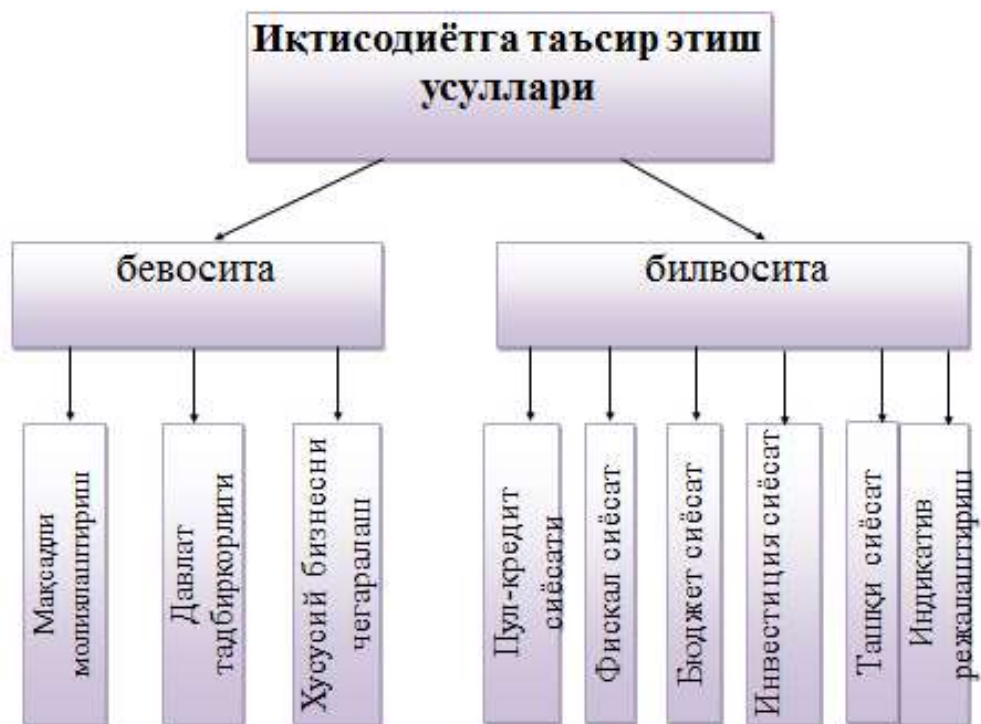 Иқтисодиётга таъсир этиш
усуллари
бевосита
билвосита
Мақсадли
молиялаштириш
Давлат
тадбиркорлиги
Хусусий бизнесни
чегаралаш
Пул-кредит
сиёсати
Фискал сиёсат
Бюджет сиёсат
Инвестиция сиёсат
Ташқи сиёсат
Индикатив
режалаштириш